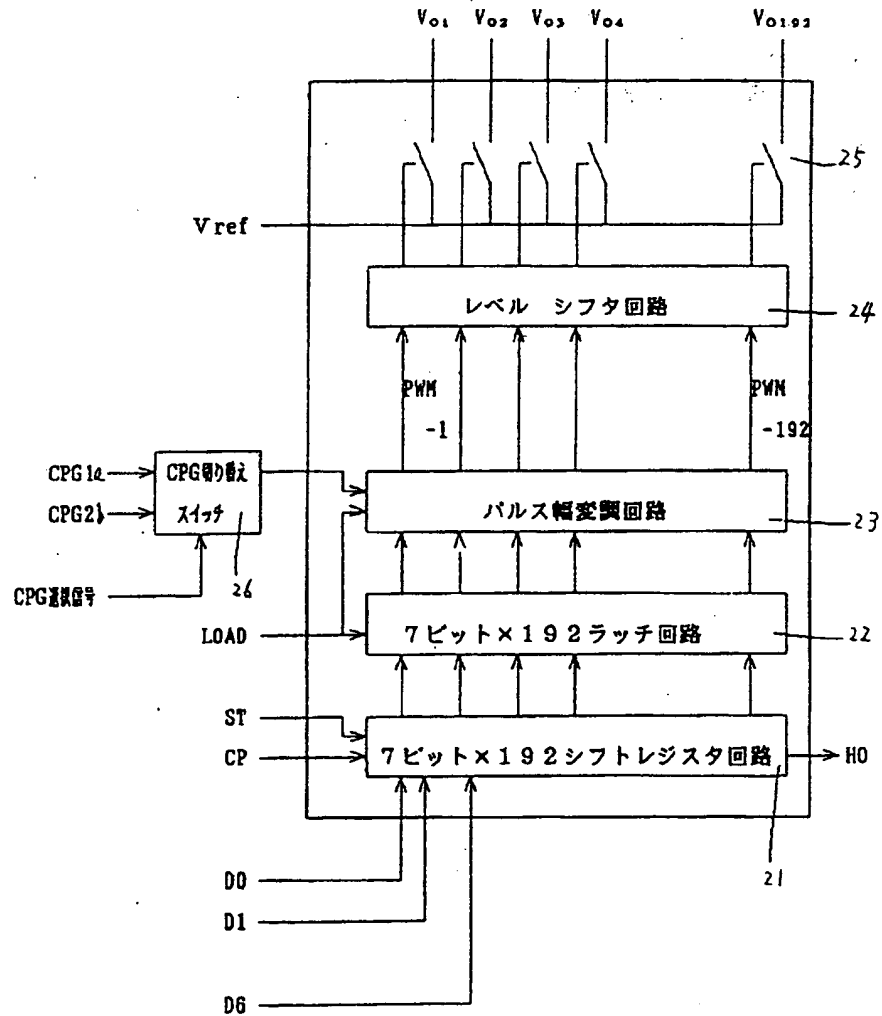 Vo1 Vo2 Vo3 Vo4 Vo192
25
Vref
レベル シフタ回路
24
PWM
-1
PWM
-192
CPG1a
CPG2b
CPG切り替え
スイッチ
26
CPG選択信号
パルス幅変調回路
23
LOAD
7ビット×192ラッチ回路
22
ST
CP
7ビット×192シフトレジスタ回路
HO
21
D0
D1
D6